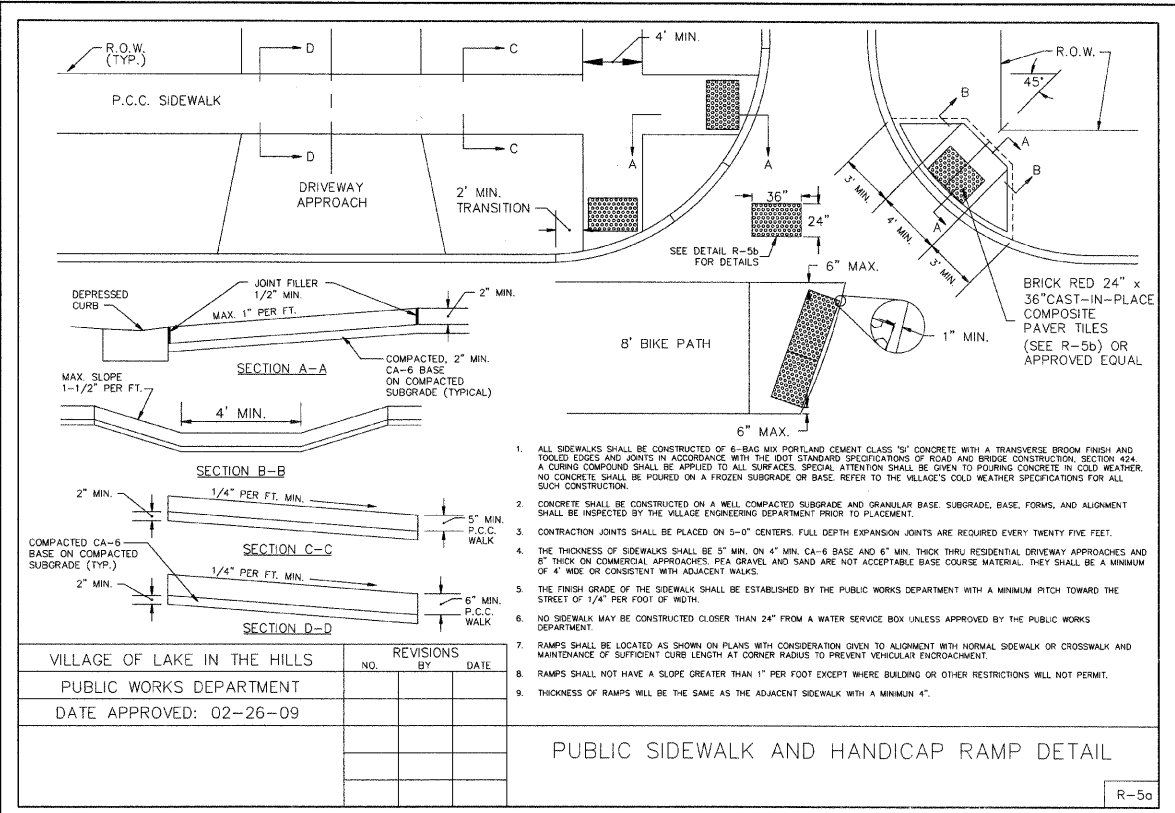 R.O.W.
(TYP.)
D
C
4' MIN.
R.O.W.
45°
P.C.C. SIDEWALK
B
A
B
A
A
A
D
C
DRIVEWAY
APPROACH
2' MIN.
TRANSITION
36"
24"
SEE DETAIL R-5b
FOR DETAILS
3' MIN.
4' MIN.
3' MIN.
BRICK RED 24" x
36"CAST-IN-PLACE
COMPOSITE
PAVER TILES
(SEE R-5b) OR
APPROVED EQUAL
6" MAX.
8' BIKE PATH
1" MIN.
6" MAX.
DEPRESSED
CURB
JOINT FILLER
1/2" MIN.
MAX. 1" PER FT.
2" MIN.
SECTION A-A
COMPACTED, 2" MIN.
CA-6 BASE
ON COMPACTED
SUBGRADE (TYPICAL)
MAX. SLOPE
1-1/2" PER FT.
4' MIN.
SECTION B-B
2" MIN.
1/4" PER FT. MIN.
5" MIN.
P.C.C.
WALK
SECTION C-C
COMPACTED CA-6
BASE ON COMPACTED
SUBGRADE (TYP.)
2" MIN.
1/4" PER FT. MIN.
6" MIN.
P.C.C.
WALK
SECTION D-D
1. ALL SIDEWALKS SHALL BE CONSTRUCTED OF 6-BAG MIX PORTLAND CEMENT CLASS 'SI' CONCRETE WITH A TRANSVERSE BROOM FINISH AND
TOOLED EDGES AND JOINTS IN ACCORDANCE WITH THE IDOT STANDARD SPECIFICATIONS OF ROAD AND BRIDGE CONSTRUCTION, SECTION 424.
A CURING COMPOUND SHALL BE APPLIED TO ALL SURFACES. SPECIAL ATTENTION SHALL BE GIVEN TO POURING CONCRETE IN COLD WEATHER.
NO CONCRETE SHALL BE POURED ON A FROZEN SUBGRADE OR BASE. REFER TO THE VILLAGE'S COLD WEATHER SPECIFICATIONS FOR ALL
SUCH CONSTRUCTION.
2. CONCRETE SHALL BE CONSTRUCTED ON A WELL COMPACTED SUBGRADE AND GRANULAR BASE. SUBGRADE, BASE, FORMS, AND ALIGNMENT
SHALL BE INSPECTED BY THE VILLAGE ENGINEERING DEPARTMENT PRIOR TO PLACEMENT.
3. CONTRACTION JOINTS SHALL BE PLACED ON 5-0" CENTERS. FULL DEPTH EXPANSION JOINTS ARE REQUIRED EVERY TWENTY FIVE FEET.
4. THE THICKNESS OF SIDEWALKS SHALL BE 5" MIN. ON 4" MIN. CA-6 BASE AND 6" MIN. THICK THRU RESIDENTIAL DRIVEWAY APPROACHES AND
8" THICK ON COMMERCIAL APPROACHES. PEA GRAVEL AND SAND ARE NOT ACCEPTABLE BASE COURSE MATERIAL. THEY SHALL BE A MINIMUM
OF 4' WIDE OR CONSISTENT WITH ADJACENT WALKS.
5. THE FINISH GRADE OF THE SIDEWALK SHALL BE ESTABLISHED BY THE PUBLIC WORKS DEPARTMENT WITH A MINIMUM PITCH TOWARD THE
STREET OF 1/4" PER FOOT OF WIDTH.
6. NO SIDEWALK MAY BE CONSTRUCTED CLOSER THAN 24" FROM A WATER SERVICE BOX UNLESS APPROVED BY THE PUBLIC WORKS
DEPARTMENT.
7. RAMPS SHALL BE LOCATED AS SHOWN ON PLANS WITH CONSIDERATION GIVEN TO ALIGNMENT WITH NORMAL SIDEWALK OR CROSSWALK AND
MAINTENANCE OF SUFFICIENT CURB LENGTH AT CORNER RADIUS TO PREVENT VEHICULAR ENCROACHMENT.
8. RAMPS SHALL NOT HAVE A SLOPE GREATER THAN 1" PER FOOT EXCEPT WHERE BUILDING OR OTHER RESTRICTIONS WILL NOT PERMIT.
9. THICKNESS OF RAMPS WILL BE THE SAME AS THE ADJACENT SIDEWALK WITH A MINIMUN 4".
VILLAGE OF LAKE IN THE HILLS
PUBLIC WORKS DEPARTMENT
DATE APPROVED: 02-26-09
REVISIONS
NO. BY DATE
PUBLIC SIDEWALK AND HANDICAP RAMP DETAIL
R-5a